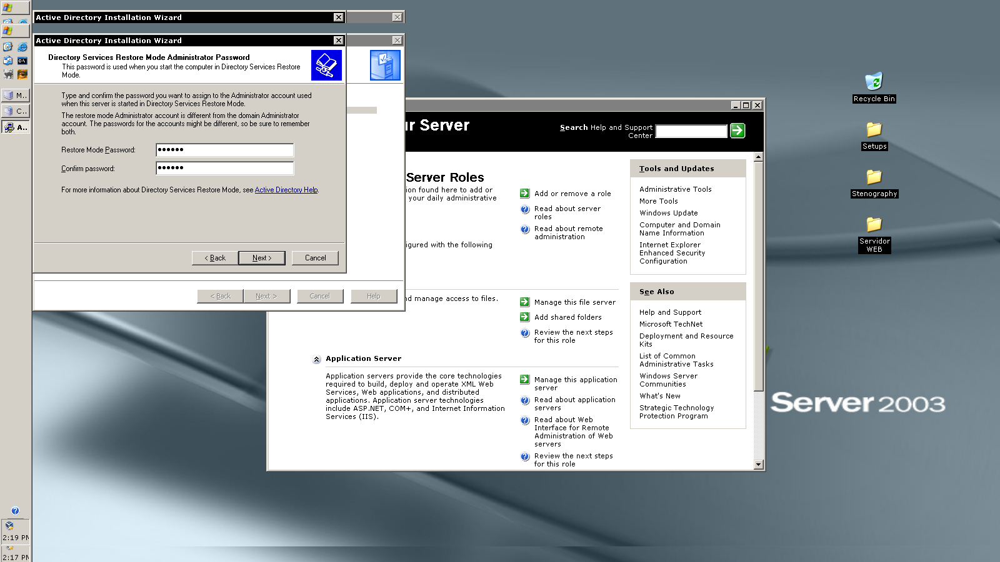 Active Directory Installation Wizard
Active Directory Installation Wizard
Directory Services Restore Mode Administrator Password
This password is used when you start the computer in Directory Services Restore
Mode.
Type and confirm the password you want to assign to the Administrator account used
when this server is started in Directory Services Restore Mode.
The restore mode Administrator account is different from the domain Administrator
account. The passwords for the accounts might be different, so be sure to remember
both.
Restore Mode Password:
Confirm password:
For more information about Directory Services Restore Mode, see Active Directory Help.
< Back
Next >
Cancel
< Back
Next >
Cancel
Help
M..
C..
A..
2:19 PM
2:17 PM
ur Server
Search Help and Support
Center
Server Roles
ion found here to add or
your daily administrative
Add or remove a role
Read about server
roles
Read about remote
administration
igured with the following
nd manage access to files.
Manage this file server
Add shared folders
Review the next steps
for this role
Application Server
Application servers provide the core technologies
required to build, deploy and operate XML Web
Services, Web applications, and distributed
applications. Application server technologies
include ASP.NET, COM+, and Internet Information
Services (IIS).
Manage this application
server
Read about application
servers
Read about Web
Interface for Remote
Administration of Web
servers
Review the next steps
for this role
Tools and Updates
Administrative Tools
More Tools
Windows Update
Computer and Domain
Name Information
Internet Explorer
Enhanced Security
Configuration
See Also
Help and Support
Microsoft TechNet
Deployment and Resource
Kits
List of Common
Administrative Tasks
Windows Server
Communities
What's New
Strategic Technology
Protection Program
Recycle Bin
Setups
Stenography
Servidor
WEB
Server 2003